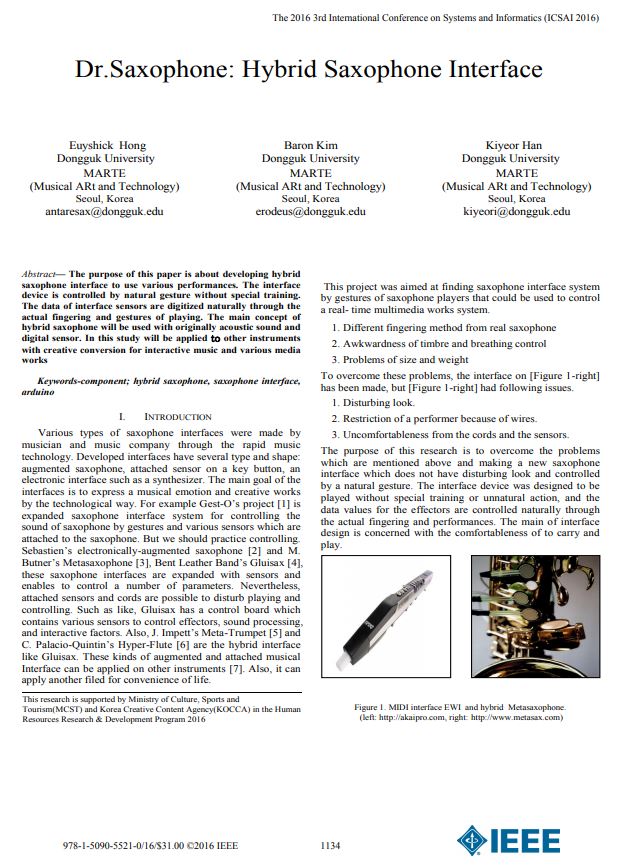 The 2016 3rd International Conference on Systems and Informatics (ICSAI 2016)
Dr.Saxophone: Hybrid Saxophone Interface
Euyshick Hong
Dongguk University
MARTE
(Musical ARt and Technology)
Seoul, Korea
antaresax@dongguk.edu
Baron Kim
Dongguk University
MARTE
(Musical ARt and Technology)
Seoul, Korea
erodeus@dongguk.edu
Kiyeor Han
Dongguk University
MARTE
(Musical ARt and Technology)
Seoul, Korea
kiyeori@dongguk.edu
Abstract— The purpose of this paper is about developing hybrid
saxophone interface to use various performances. The interface
device is controlled by natural gesture without special training.
The data of interface sensors are digitized naturally through the
actual fingering and gestures of playing. The main concept of
hybrid saxophone will be used with originally acoustic sound and
digital sensor. In this study will be applied to other instruments
with creative conversion for interactive music and various media
works
Keywords-component; hybrid saxophone, saxophone interface,
arduino
I. INTRODUCTION
Various types of saxophone interfaces were made by
musician and music company through the rapid music
technology. Developed interfaces have several type and shape:
augmented saxophone, attached sensor on a key button, an
electronic interface such as a synthesizer. The main goal of the
interfaces is to express a musical emotion and creative works
by the technological way. For example Gest-O's project [1] is
expanded saxophone interface system for controlling the
sound of saxophone by gestures and various sensors which are
attached to the saxophone. But we should practice controlling.
Sebastien's electronically-augmented saxophone [2] and M.
Butner's Metasaxophone [3], Bent Leather Band's Gluisax [4],
these saxophone interfaces are expanded with sensors and
enables to control a number of parameters. Nevertheless,
attached sensors and cords are possible to disturb playing and
controlling. Such as like, Gluisax has a control board which
contains various sensors to control effectors, sound processing,
and interactive factors. Also, J. Impett's Meta-Trumpet [5] and
C. Palacio-Quintin's Hyper-Flute [6] are the hybrid interface
like Gluisax. These kinds of augmented and attached musical
Interface can be applied on other instruments [7]. Also, it can
apply another filed for convenience of life.
This research is supported by Ministry of Culture, Sports and
Tourism(MCST) and Korea Creative Content Agency(KOCCA) in the Human
Resources Research & Development Program 2016
This project was aimed at finding saxophone interface system
by gestures of saxophone players that could be used to control
a real- time multimedia works system.
1. Different fingering method from real saxophone
2. Awkwardness of timbre and breathing control
3. Problems of size and weight
To overcome these problems, the interface on [Figure 1-right]
has been made, but [Figure 1-right] had following issues.
1. Disturbing look.
2. Restriction of a performer because of wires.
3. Uncomfortableness from the cords and the sensors.
The purpose of this research is to overcome the problems
which are mentioned above and making a new saxophone
interface which does not have disturbing look and controlled
by a natural gesture. The interface device was designed to be
played without special training or unnatural action, and the
data values for the effectors are controlled naturally through
the actual fingering and performances. The main of interface
design is concerned with the comfortableness of to carry and
play.
Figure 1. MIDI interface EWI and hybrid Metasaxophone.
(left: http://akaipro.com, right: http://www.metasax.com)
978-1-5090-5521-0/16/$31.00 ©2016 IEEE
1134
IEEE